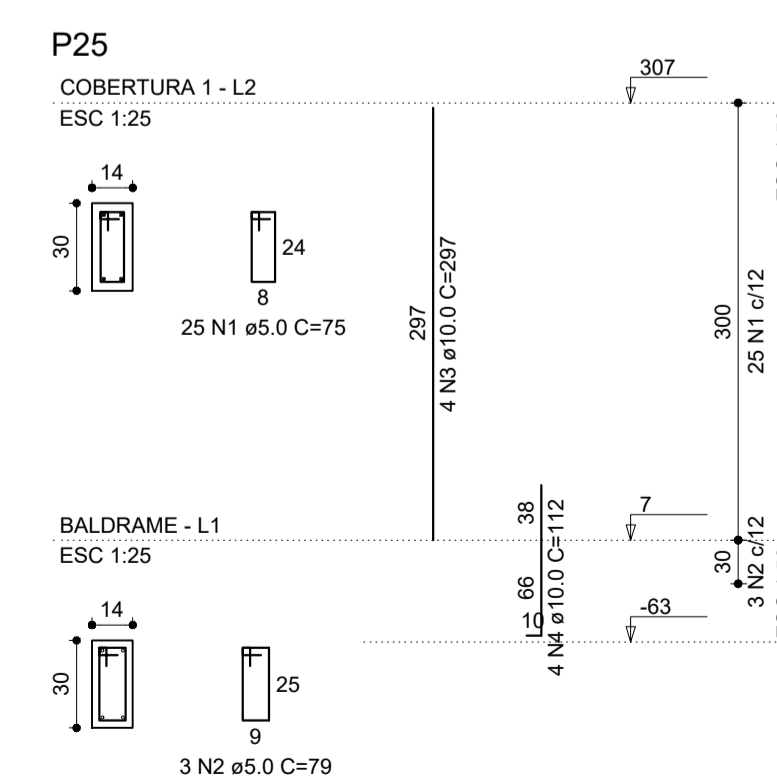 P25
COBERTURA 1 - L2
ESC 1:25
307
14
30
24
8
25 N1 ø5.0 C=75
297
4 N3 ø10.0 C=297
300
25 N1 c/12
BALDRAME - L1
ESC 1:25
38
66
10
4 N4 ø10.0 C=112
7
30
3 N2 c/12
-63
14
30
25
9
3 N2 ø5.0 C=79